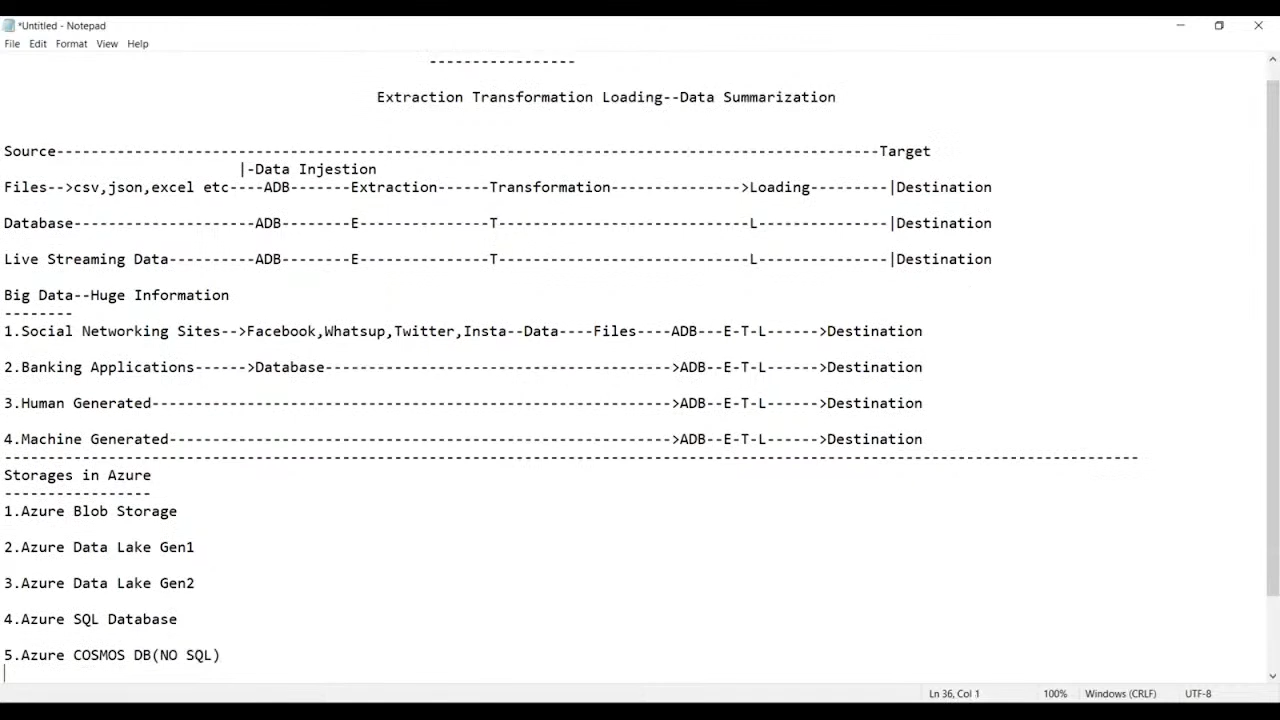 *Untitled - Notepad
File Edit Format View Help
-----------------
Extraction Transformation Loading--Data Summarization
Source-----------------------------------------------------------------------------------------------Target
|-Data Injestion
Files-->csv,json,excel etc----ADB-------Extraction------Transformation--------------->Loading---------|Destination
Database---------------------ADB--------E---------------T-----------------------------L---------------|Destination
Live Streaming Data----------ADB--------E---------------T-----------------------------L---------------|Destination
Big Data--Huge Information
--------
1.Social Networking Sites-->Facebook,Whatsup,Twitter,Insta--Data----Files----ADB---E-T-L------>Destination
2.Banking Applications------>Database---------------------------------------->ADB--E-T-L------>Destination
3.Human Generated------------------------------------------------------------>ADB--E-T-L------>Destination
4.Machine Generated---------------------------------------------------------->ADB--E-T-L------>Destination
-----------------------------------------------------------------------------------------------------------------------------------
Storages in Azure
-----------------
1.Azure Blob Storage
2.Azure Data Lake Gen1
3.Azure Data Lake Gen2
4.Azure SQL Database
5.Azure COSMOS DB(NO SQL)
Ln 36, Col 1 100% Windows (CRLF) UTF-8